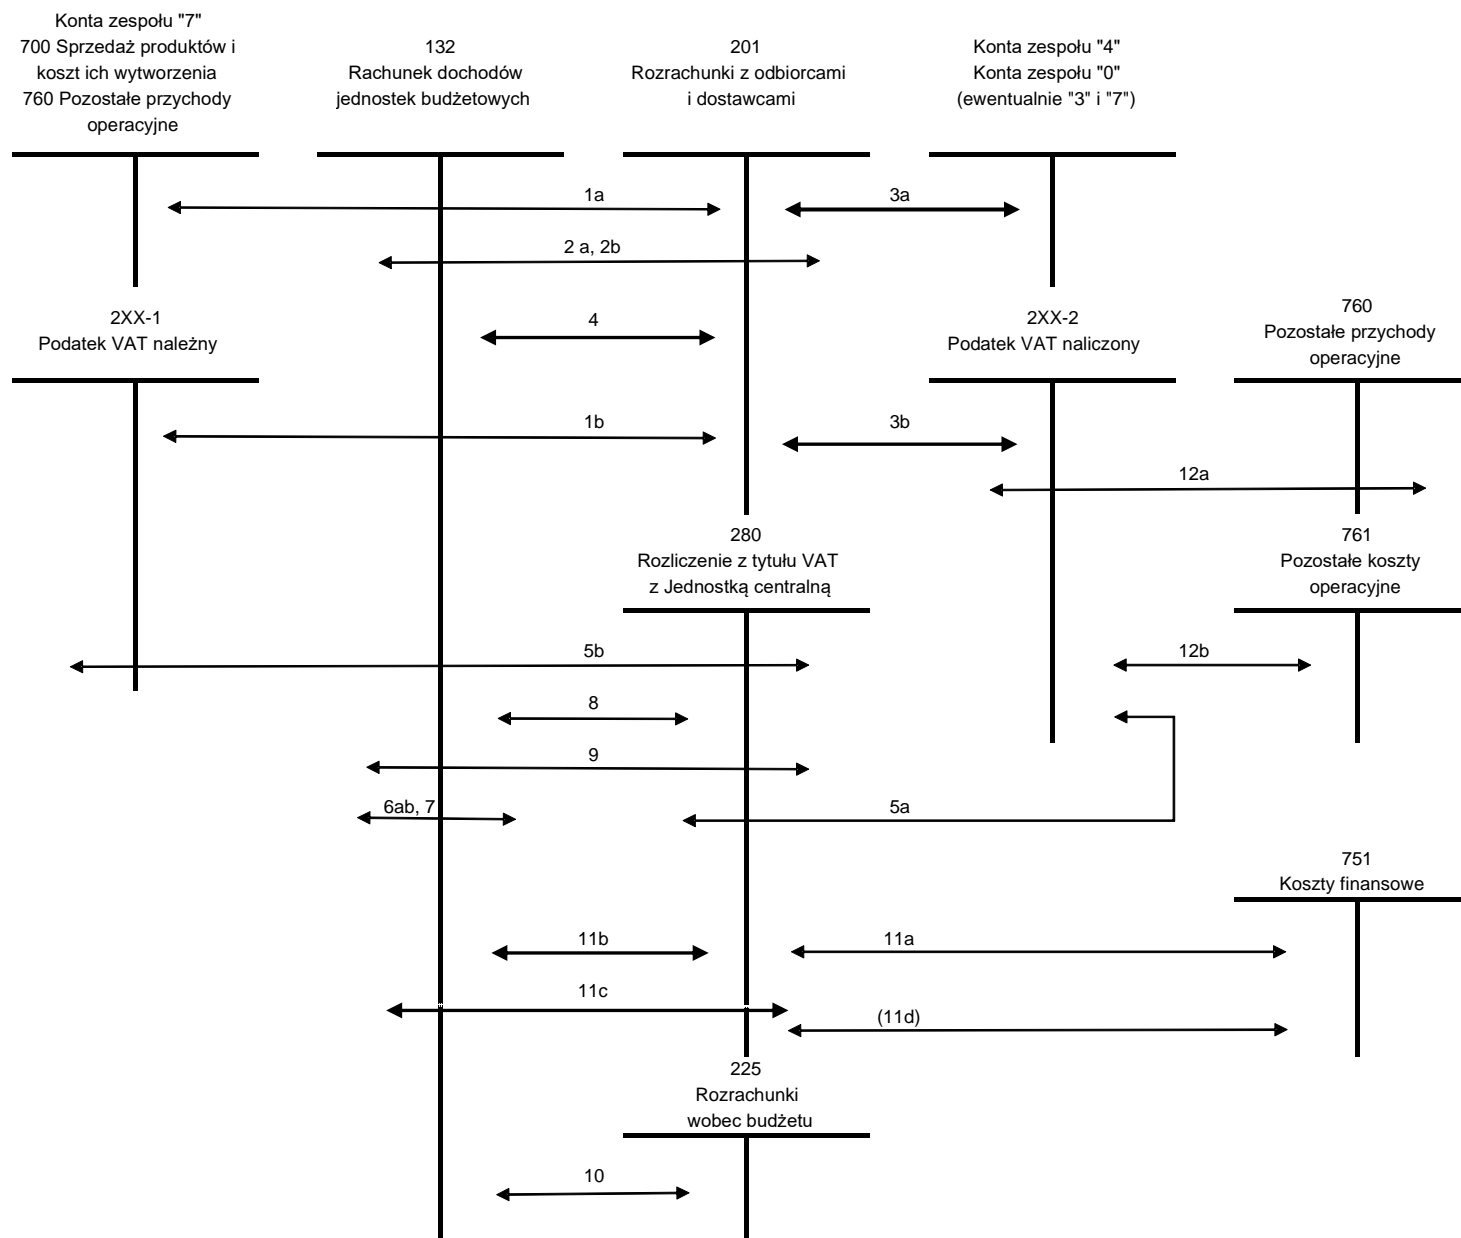 Konta zespołu "7"
700 Sprzedaż produktów i
koszt ich wytworzenia
760 Pozostałe przychody
operacyjne
132
Rachunek dochodów
jednostek budżetowych
201
Rozrachunki z odbiorcami
i dostawcami
Konta zespołu "4"
Konta zespołu "0"
(ewentualnie "3" i "7")
1a
3a
2 a, 2b
2XX-1
Podatek VAT należny
4
2XX-2
Podatek VAT naliczony
760
Pozostałe przychody
operacyjne
1b
3b
12a
280
Rozliczenie z tytułu VAT
z Jednostką centralną
761
Pozostałe koszty
operacyjne
5b
12b
8
9
6ab, 7
5a
751
Koszty finansowe
11b
11a
11c
(11d)
225
Rozrachunki
wobec budżetu
10